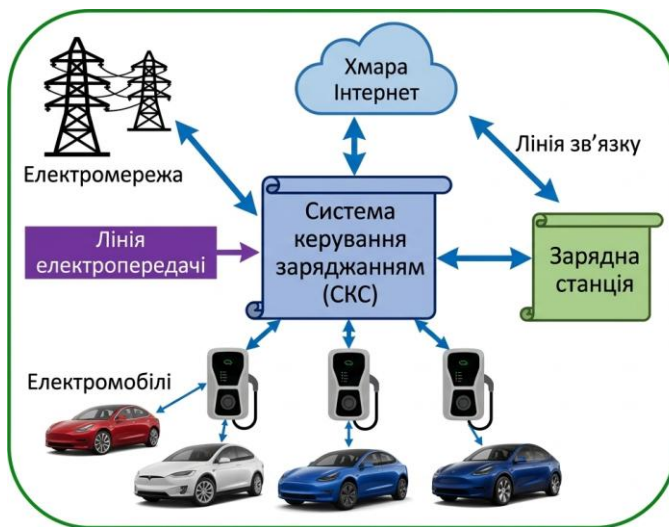 Хмара
Інтернет
Лінія зв’язку
Електромережа
Лінія
електропередачі
Система
керування
заряджанням
(СКС)
Зарядна
станція
Електромобілі